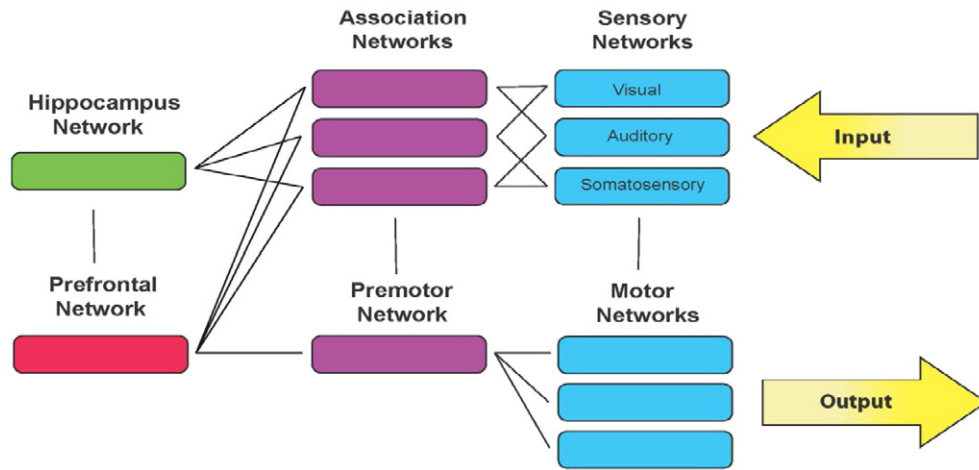 Association
Networks
Sensory
Networks
Hippocampus
Network
Visual
Auditory
Somatosensory
Input
Prefrontal
Network
Premotor
Network
Motor
Networks
Output